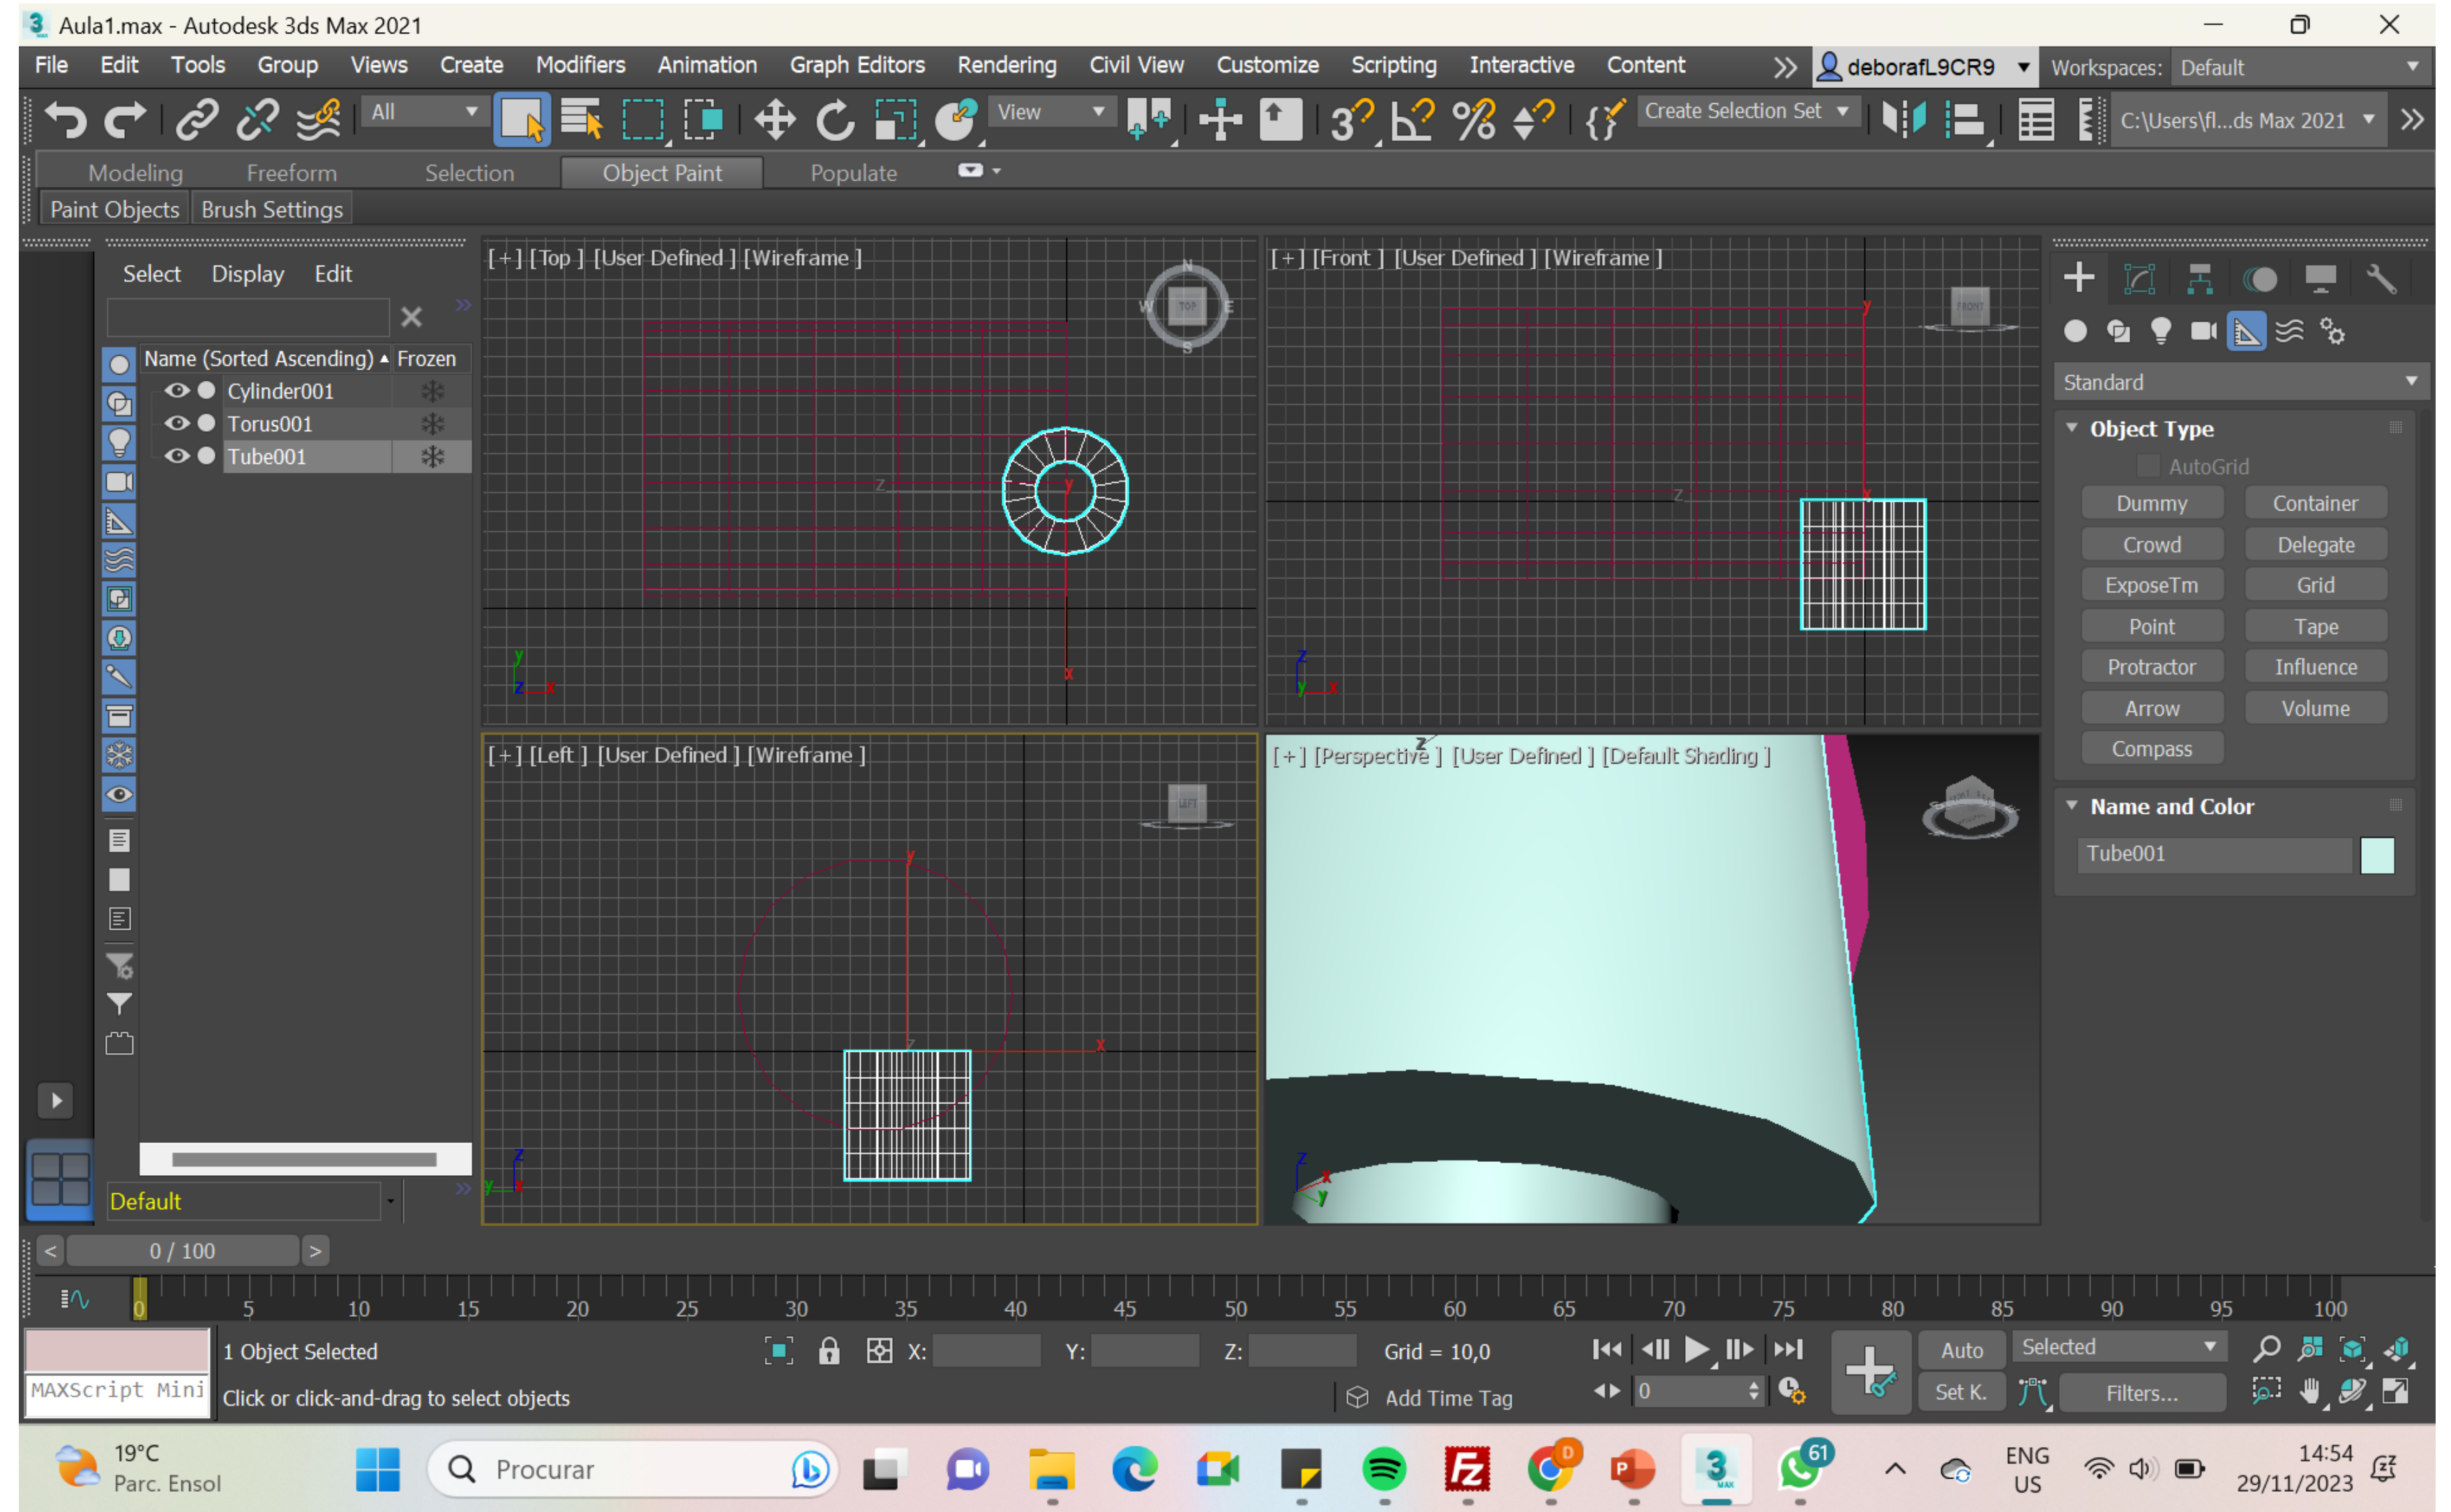 Aula1.max - Autodesk 3ds Max 2021
File Edit Tools Group Views Create Modifiers Animation Graph Editors Rendering Civil View Customize Scripting Interactive Content deborafL9CR9 Workspaces: Default
All View Create Selection Set C:\Users\fl...ds Max 2021
Modeling Freeform Selection Object Paint Populate
Paint Objects Brush Settings
Select Display Edit
Name (Sorted Ascending) Frozen
Cylinder001
Torus001
Tube001
Default
[+] [Top ] [User Defined ] [Wireframe ]
N
W TOP E
S
z y
x
y
z x
[+] [Front ] [User Defined ] [Wireframe ]
FRONT
y
z x
z
y x
[+] [Left ] [User Defined ] [Wireframe ]
LEFT
y
z x
z
y x
[+] [Perspective ] [User Defined ] [Default Shading ]
z
z
x
y
Standard
Object Type
AutoGrid
Dummy Container
Crowd Delegate
ExposeTm Grid
Point Tape
Protractor Influence
Arrow Volume
Compass
Name and Color
Tube001
< 0 / 100 >
0 5 10 15 20 25 30 35 40 45 50 55 60 65 70 75 80 85 90 95 100
1 Object Selected X: Y: Z: Grid = 10,0 Auto Selected
MAXScript Mini Click or click-and-drag to select objects Add Time Tag 0 Set K. Filters...
19°C
Parc. Ensol
Procurar
61
ENG
US
14:54
29/11/2023